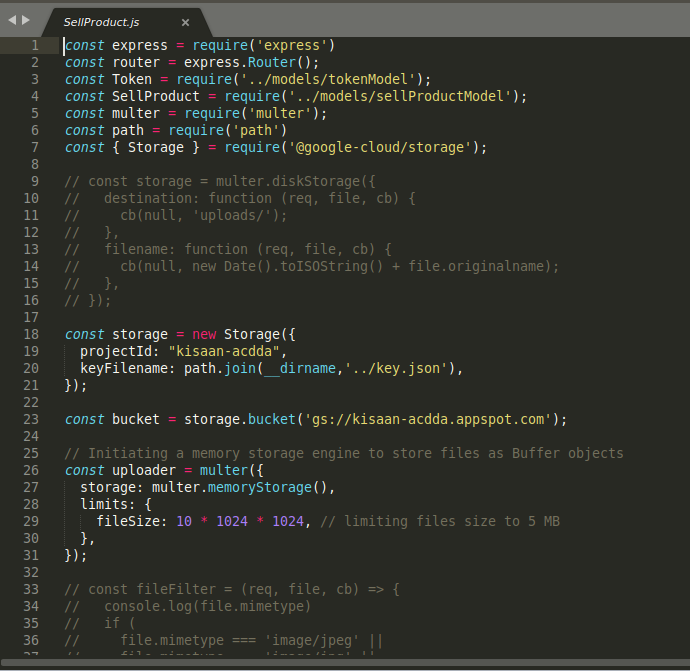 SellProduct.js ×
1 const express = require('express')
2 const router = express.Router();
3 const Token = require('../models/tokenModel');
4 const SellProduct = require('../models/sellProductModel');
5 const multer = require('multer');
6 const path = require('path')
7 const { Storage } = require('@google-cloud/storage');
8
9 // const storage = multer.diskStorage({
10 //   destination: function (req, file, cb) {
11 //     cb(null, 'uploads/');
12 //   },
13 //   filename: function (req, file, cb) {
14 //     cb(null, new Date().toISOString() + file.originalname);
15 //   },
16 // });
17
18 const storage = new Storage({
19   projectId: "kisaan-acdda",
20   keyFilename: path.join(__dirname,'../key.json'),
21 });
22
23 const bucket = storage.bucket('gs://kisaan-acdda.appspot.com');
24
25 // Initiating a memory storage engine to store files as Buffer objects
26 const uploader = multer({
27   storage: multer.memoryStorage(),
28   limits: {
29     fileSize: 10 * 1024 * 1024, // limiting files size to 5 MB
30   },
31 });
32
33 // const fileFilter = (req, file, cb) => {
34 //   console.log(file.mimetype)
35 //   if (
36 //     file.mimetype === 'image/jpeg' ||